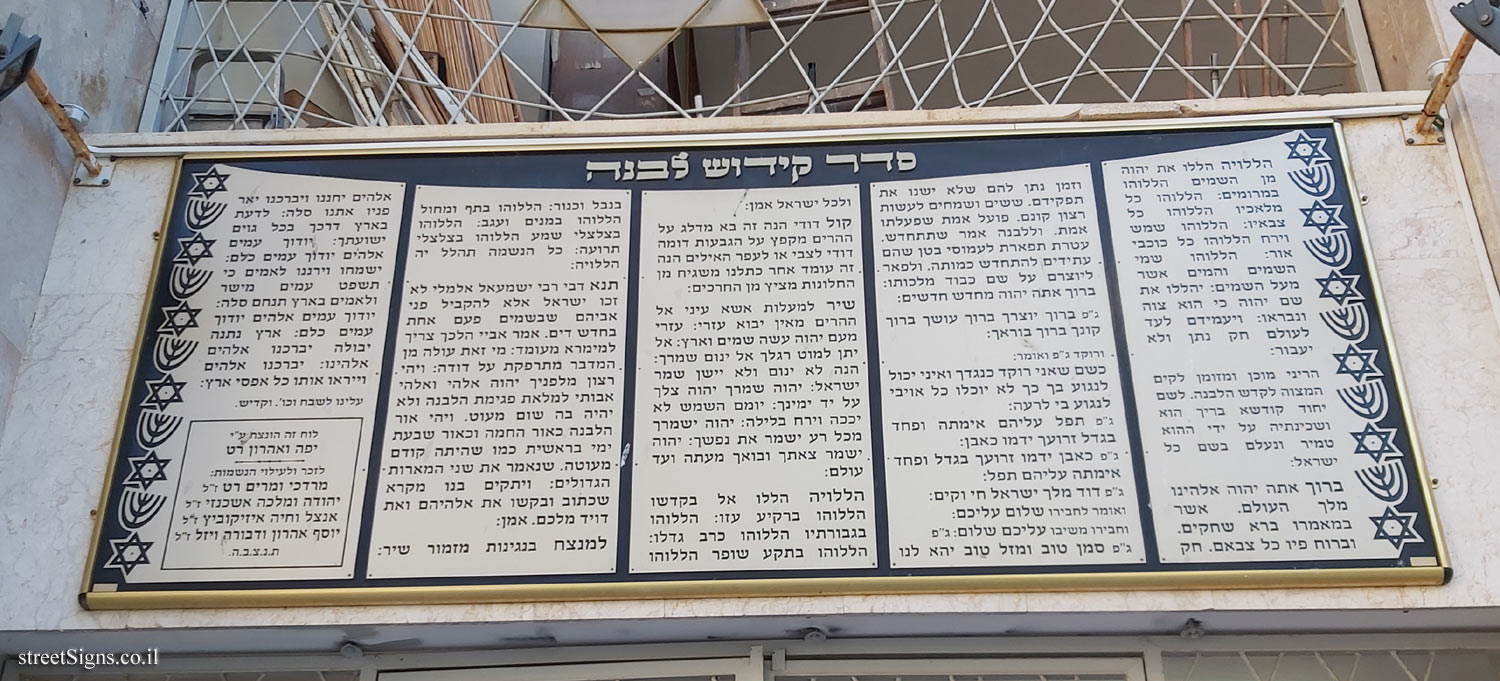 סדר קידוש לבנה
הללויה הללו את יהוה
מן השמים הללוהו
במרומים: הללוהו כל
מלאכיו הללוהו כל
צבאיו: הללוהו שמש
וירח הללוהו כל כוכבי
אור: הללוהו שמי
השמים והמים אשר
מעל השמים: יהללו את
שם יהוה כי הוא צוה
ונבראו: ויעמידם לעד
לעולם חק נתן ולא
יעבור:
הריני מוכן ומזומן לקים
המצוה לקדש הלבנה. לשם
יחוד קודשא בריך הוא
ושכינתיה על ידי ההוא
טמיר ונעלם בשם כל
ישראל:
ברוך אתה יהוה אלהינו
מלך העולם. אשר
במאמרו ברא שחקים.
וברוח פיו כל צבאם. חק
וזמן נתן להם שלא ישנו את
תפקידם. ששים ושמחים לעשות
רצון קונם. פועל אמת שפעלתו
אמת. וללבנה אמר שתתחדש.
עטרת תפארת לעמוסי בטן שהם
עתידים להתחדש כמותה. ולפאר
ליוצרם על שם כבוד מלכותו:
ברוך אתה יהוה מחדש חדשים:
ג"פ ברוך יוצרך ברוך עושך ברוך
קונך ברוך בוראך:
ורוקד ג"פ ואומר:
כשם שאני רוקד כנגדך ואיני יכול
לנגוע בך כך לא יוכלו כל אויבי
לנגוע בי לרעה:
ג"פ תפל עליהם אימתה ופחד
בגדל זרועך ידמו כאבן:
ג"פ כאבן ידמו זרועך בגדל ופחד
אימתה עליהם תפל:
ג"פ דוד מלך ישראל חי וקים:
ואומר לחבירו שלום עליכם:
וחבירו משיבו עליכם שלום: ג"פ
ג"פ סמן טוב ומזל טוב יהא לנו
ולכל ישראל אמן:
קול דודי הנה זה בא מדלג על
ההרים מקפץ על הגבעות דומה
דודי לצבי או לעפר האילים הנה
זה עומד אחר כתלנו משגיח מן
החלונות מציץ מן החרכים:
שיר למעלות אשא עיני אל
ההרים מאין יבוא עזרי: עזרי
מעם יהוה עשה שמים וארץ: אל
יתן למוט רגלך אל ינום שמרך:
הנה לא ינום ולא יישן שמר
ישראל: יהוה שמרך יהוה צלך
על יד ימינך: יומם השמש לא
יככה וירח בלילה: יהוה ישמרך
מכל רע ישמר את נפשך: יהוה
ישמר צאתך ובואך מעתה ועד
עולם:
הללויה הללו אל בקדשו
הללוהו ברקיע עזו: הללוהו
בגבורתיו הללוהו כרב גדלו:
הללוהו בתקע שופר הללוהו
בנבל וכנור: הללוהו בתף ומחול
הללוהו במנים ועגב: הללוהו
בצלצלי שמע הללוהו בצלצלי
תרועה: כל הנשמה תהלל יה
הללויה:
תנא דבי רבי ישמעאל אלמלי לא
זכו ישראל אלא להקביל פני
אביהם שבשמים פעם אחת
בחדש דים. אמר אביי הלכך צריך
למימרא מעומד: מי זאת עולה מן
המדבר מתרפקת על דודה: ויהי
רצון מלפניך יהוה אלהי ואלהי
אבותי למלאת פגימת הלבנה ולא
יהיה בה שום מעוט. ויהי אור
הלבנה כאור החמה וכאור שבעת
ימי בראשית כמו שהיתה קודם
מעוטה. שנאמר את שני המארות
הגדולים: ויתקים בנו מקרא
שכתוב ובקשו את אלהיהם ואת
דויד מלכם. אמן:
למנצח בנגינות מזמור שיר:
אלהים יחננו ויברכנו יאר
פניו אתנו סלה: לדעת
בארץ דרכך בכל גוים
ישועתך: יודוך עמים
אלהים יודוך עמים כלם:
ישמחו וירננו לאמים כי
תשפט עמים מישר
ולאמים בארץ תנחם סלה:
יודוך עמים אלהים יודוך
עמים כלם: ארץ נתנה
יבולה יברכנו אלהים
אלהינו: יברכנו אלהים
וייראו אותו כל אפסי ארץ:
עלינו לשבח וכו'. וקדיש.
לוח זה הונצח ע"י
יפה ואהרון רט
לזכר ולעילוי הנשמות:
מרדכי ומרים רט ז"ל
יהודה ומלכה אשכנזי ז"ל
אנצל וחיה איזיקוביץ ז"ל
יוסף אהרון ודבורה ויזל ז"ל
ת.נ.צ.ב.ה.
streetSigns.co.il